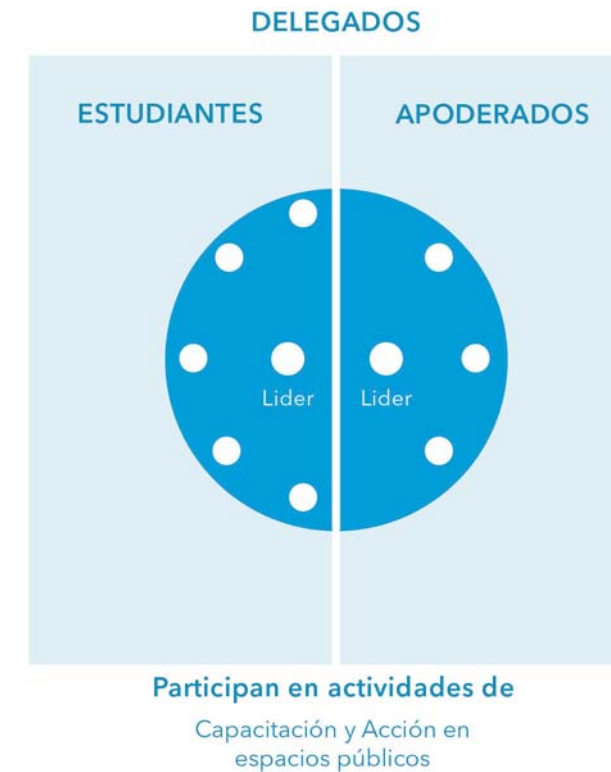 DELEGADOS
ESTUDIANTES
APODERADOS
Lider
Lider
Participan en actividades de
Capacitación y Acción en
espacios públicos